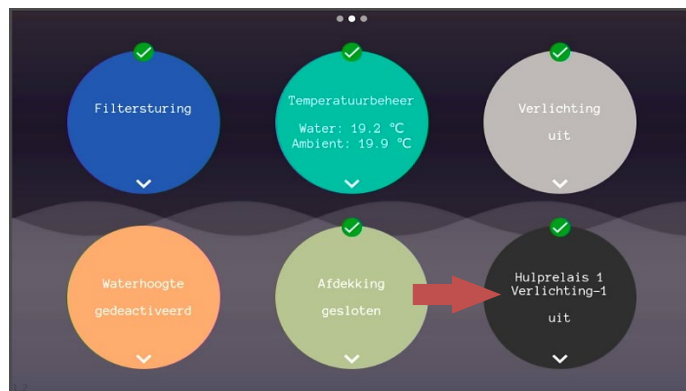 Filtersturing
Temperatuurbeheer
Water: 19.2 °C
Ambient: 19.9 °C
Verlichting
uit
Waterhoogte
gedeactiveerd
Afdekking
gesloten
Hulprelais 1
Verlichting-1
uit